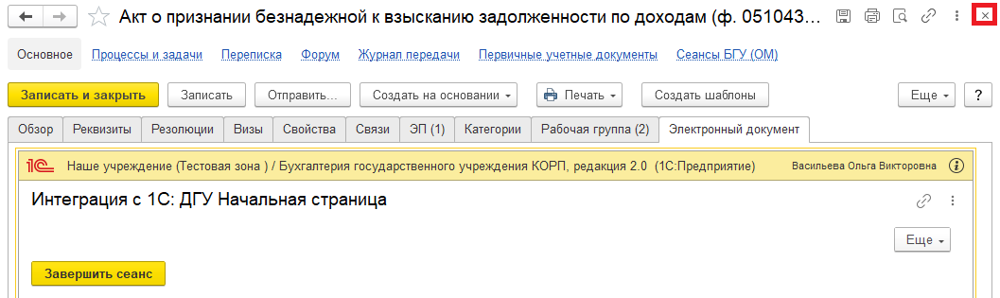 Акт о признании безнадежной к взысканию задолженности по доходам (ф. 051043...
Основное Процессы и задачи Переписка Форум Журнал передачи Первичные учетные документы Сеансы БГУ (ОМ)
Записать и закрыть Записать Отправить... Создать на основании Печать Создать шаблоны Еще ?
Обзор Реквизиты Резолюции Визы Свойства Связи ЭП (1) Категории Рабочая группа (2) Электронный документ
1С Наше учреждение (Тестовая зона ) / Бухгалтерия государственного учреждения КОРП, редакция 2.0 (1С:Предприятие) Васильева Ольга Викторовна
Интеграция с 1С: ДГУ Начальная страница
Еще
Завершить сеанс